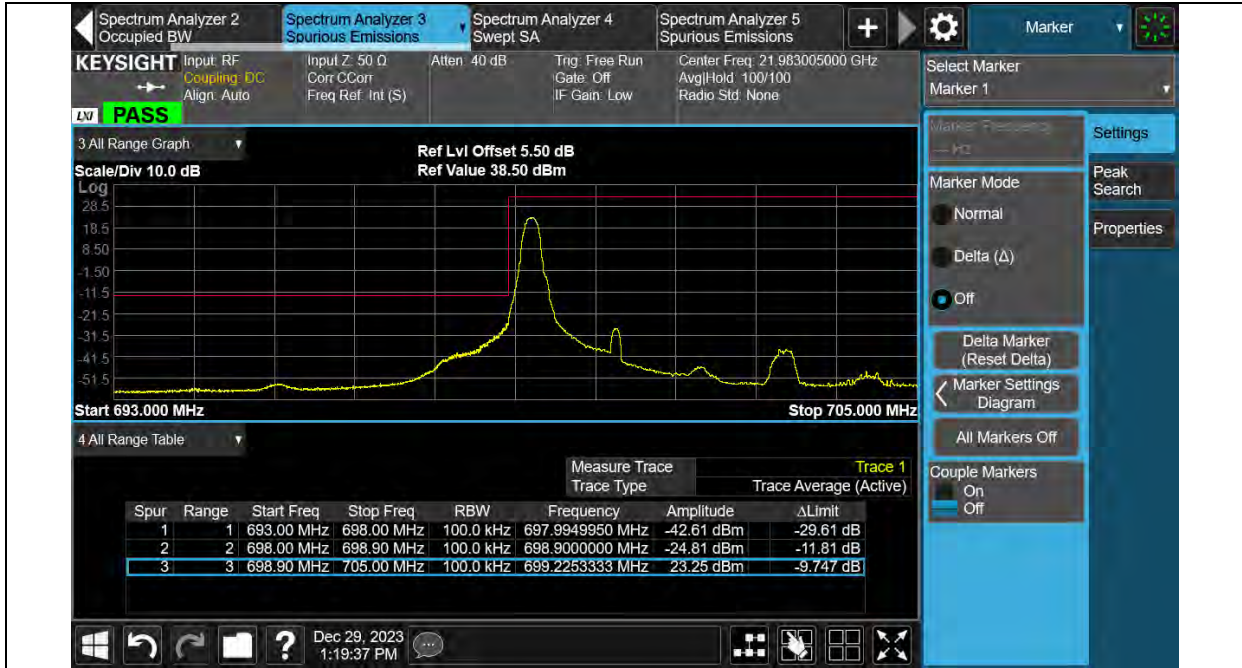 Spectrum Analyzer 2
Occupied BW
Spectrum Analyzer 3
Spurious Emissions
Spectrum Analyzer 4
Swept SA
Spectrum Analyzer 5
Spurious Emissions
+
Marker
KEYSIGHT
Input: RF
Coupling: DC
Align: Auto
Input Z: 50 Ω
Corr CCorr
Freq Ref: Int (S)
Atten: 40 dB
Trig: Free Run
Gate: Off
IF Gain: Low
Center Freq: 21.983005000 GHz
Avg|Hold: 100/100
Radio Std: None
LXI PASS
Select Marker
Marker 1
3 All Range Graph
Ref Lvl Offset 5.50 dB
Scale/Div 10.0 dB
Ref Value 38.50 dBm
Log
28.5
18.5
8.50
-1.50
-11.5
-21.5
-31.5
-41.5
-51.5
Start 693.000 MHz
Stop 705.000 MHz
Marker Frequency
--- Hz
Settings
Marker Mode
Peak
Search
Normal
Properties
Delta (Δ)
Off
Delta Marker
(Reset Delta)
Marker Settings
Diagram
All Markers Off
Couple Markers
On
Off
4 All Range Table
Measure Trace Trace 1
Trace Type Trace Average (Active)
Spur Range Start Freq Stop Freq RBW Frequency Amplitude ΔLimit
1 1 693.00 MHz 698.00 MHz 100.0 kHz 697.9949950 MHz -42.61 dBm -29.61 dB
2 2 698.00 MHz 698.90 MHz 100.0 kHz 698.9000000 MHz -24.81 dBm -11.81 dB
3 3 698.90 MHz 705.00 MHz 100.0 kHz 699.2253333 MHz 23.25 dBm -9.747 dB
?
Dec 29, 2023
1:19:37 PM